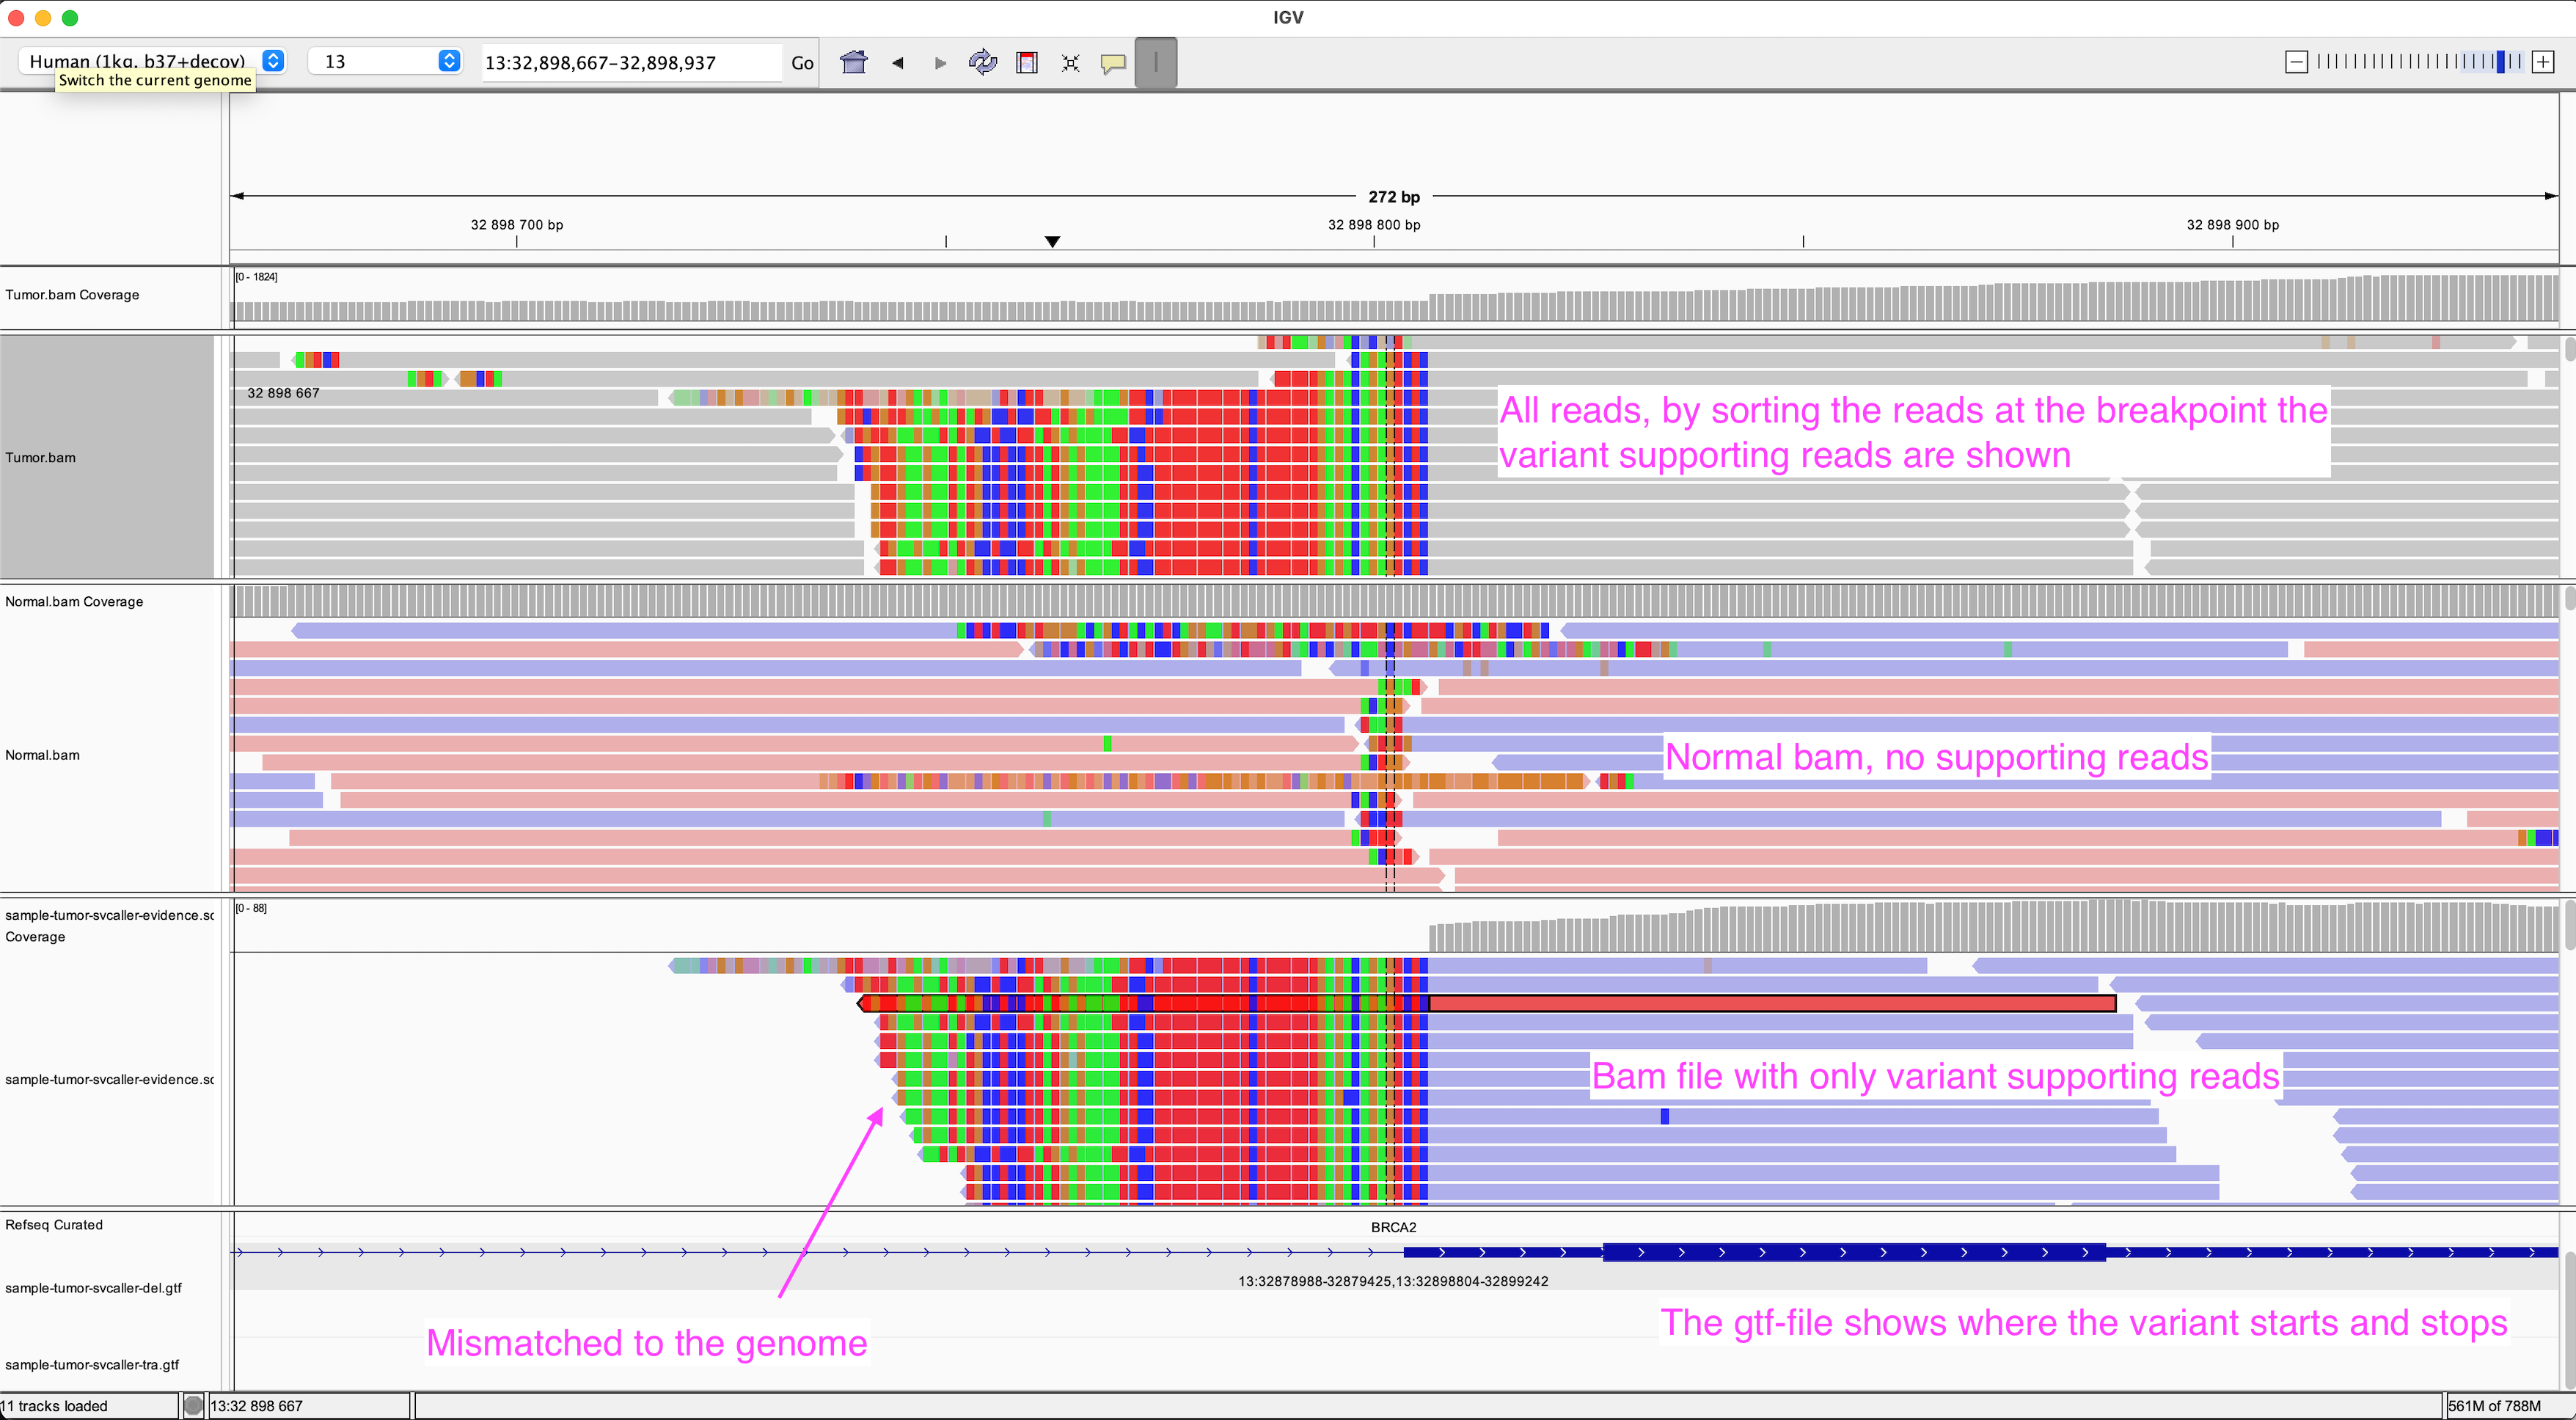 IGV
Human (1kg, b37+decoy)
13
13:32,898,667-32,898,937
Go
Switch the current genome
272 bp
32 898 700 bp
32 898 800 bp
32 898 900 bp
[0 - 1824]
Tumor.bam Coverage
32 898 667
All reads, by sorting the reads at the breakpoint the
variant supporting reads are shown
Tumor.bam
Normal.bam Coverage
Normal.bam
Normal bam, no supporting reads
[0 - 88]
sample-tumor-svcaller-evidence.so
Coverage
sample-tumor-svcaller-evidence.so
Bam file with only variant supporting reads
Refseq Curated
BRCA2
sample-tumor-svcaller-del.gtf
13:32878988-32879425,13:32898804-32899242
Mismatched to the genome
The gtf-file shows where the variant starts and stops
sample-tumor-svcaller-tra.gtf
11 tracks loaded
13:32 898 667
561M of 788M